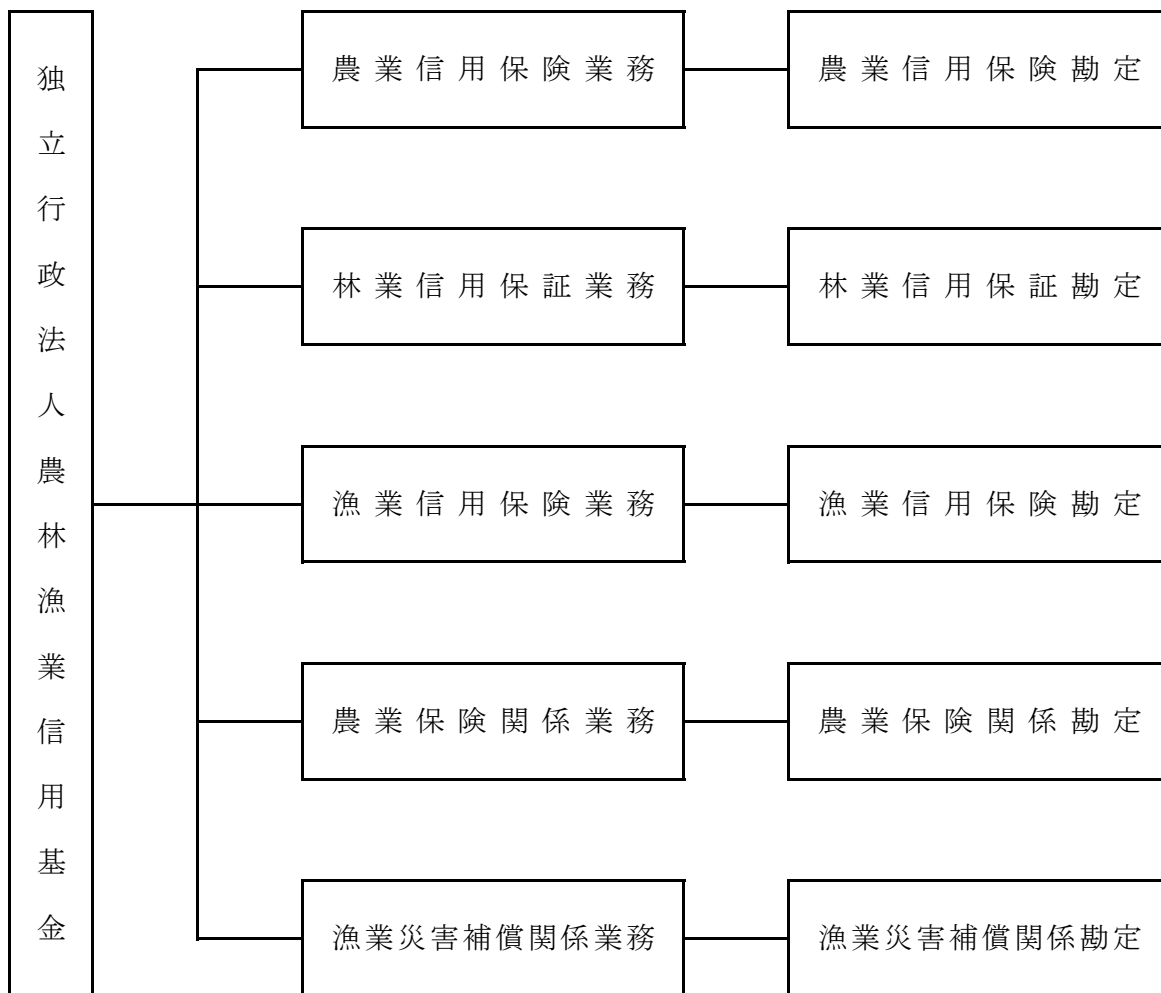 独立行政法人農林漁業信用基金
農業信用保険業務
農業信用保険勘定
林業信用保証業務
林業信用保証勘定
漁業信用保険業務
漁業信用保険勘定
農業保険関係業務
農業保険関係勘定
漁業災害補償関係業務
漁業災害補償関係勘定